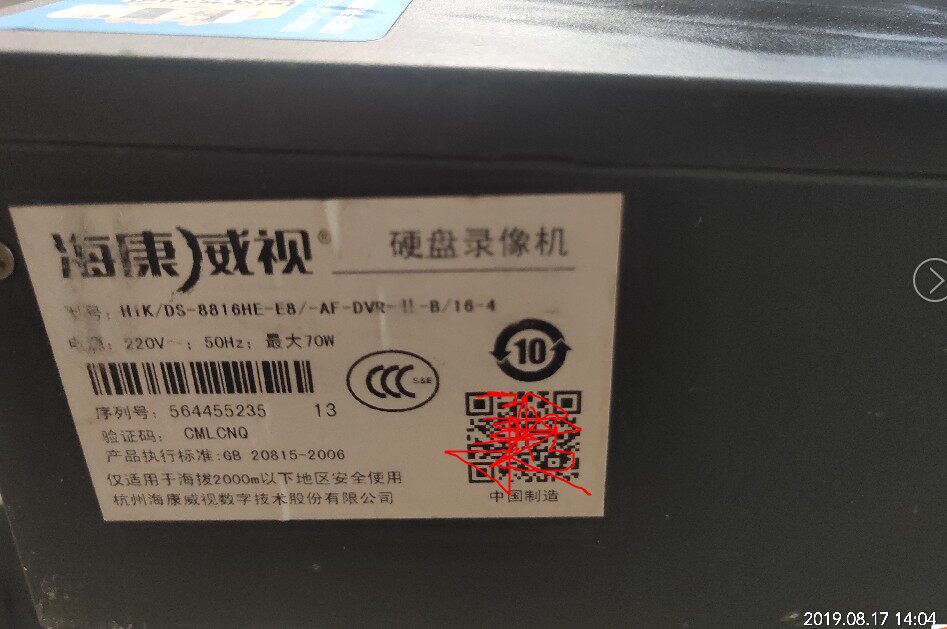 海康威视® 硬盘录像机
型号: HiK/DS-8816HE-E8/-AF-DVR-II-B/16-4
电源: 220V~; 50Hz; 最大70W
10
CCC S&E
序列号: 564455235 13
验证码: CMLCNQ
产品执行标准:GB 20815-2006
仅适用于海拔2000m以下地区安全使用
杭州海康威视数字技术股份有限公司
中国制造
2019.08.17 14:04